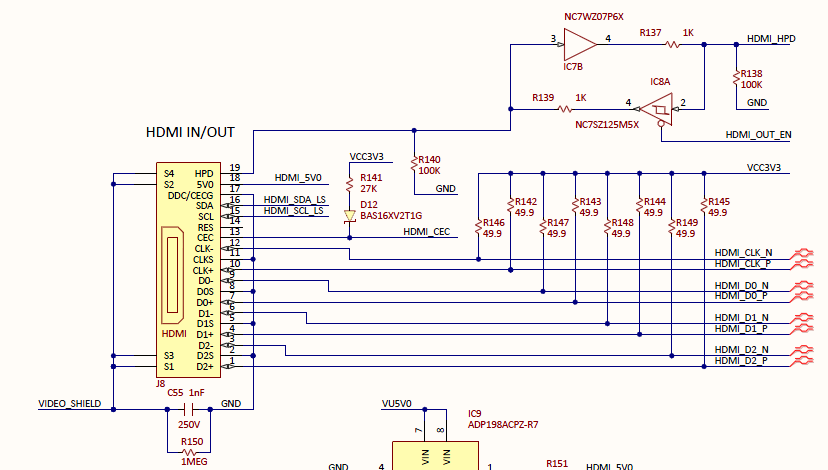 NC7WZ07P6X
3 4 R137 1K HDMI_HPD
IC7B
R138
100K
IC8A
R139 1K 4 2 GND
NC7SZ125M5X
HDMI_OUT_EN
HDMI IN/OUT
VCC3V3
R140
100K
R141
27K
GND
D12
BAS16XV2T1G
VCC3V3
S4 HPD 19
S2 5V0 18 HDMI_5V0
DDC/CECG 17
SDA 16 HDMI_SDA_LS
SCL 15 HDMI_SCL_LS
RES 14
CEC 13 HDMI_CEC
CLK- 12
CLKS 11
CLK+ 10
D0- 9
D0S 8
D0+ 7
D1- 6
D1S 5
D1+ 4
D2- 3
S3 D2S 2
S1 D2+ 1
HDMI
J8
R142
49.9
R143
49.9
R144
49.9
R145
49.9
R146
49.9
R147
49.9
R148
49.9
R149
49.9
HDMI_CLK_N
HDMI_CLK_P
HDMI_D0_N
HDMI_D0_P
HDMI_D1_N
HDMI_D1_P
HDMI_D2_N
HDMI_D2_P
C55 1nF
VIDEO_SHIELD GND
250V
R150
1MEG
VU5V0
IC9
ADP198ACPZ-R7
7 8
VIN VIN
GND 4 1 R151 HDMI_5V0